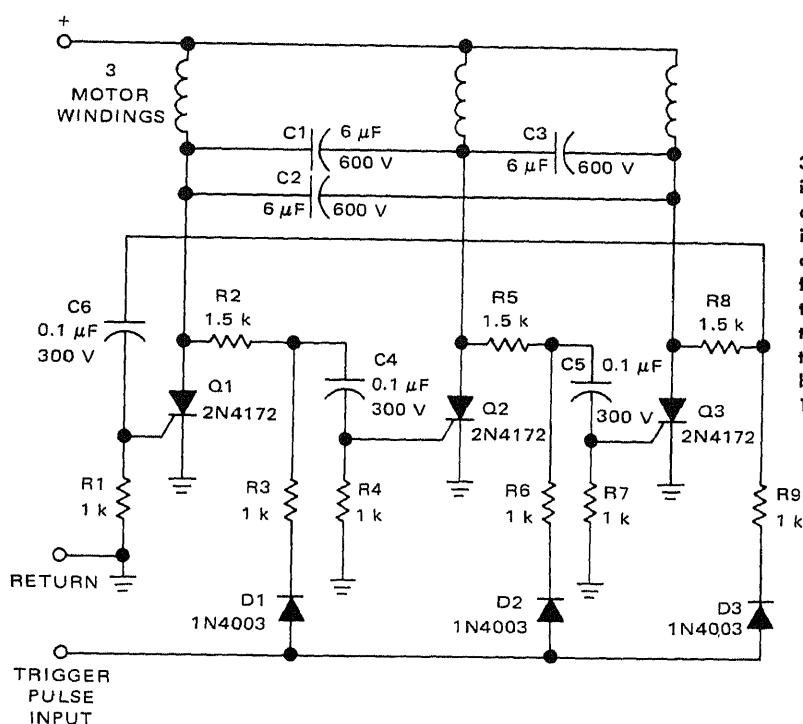 +
3
MOTOR
WINDINGS
C1 6 µF
600 V
C3
6 µF 600 V
C2
6 µF 600 V
C6
0.1 µF
300 V
R2
1.5 k
R5
1.5 k
R8
1.5 k
C4
0.1 µF
300 V
C5 0.1 µF
300 V
Q1
2N4172
Q2
2N4172
Q3
2N4172
R1
1 k
R3
1 k
R4
1 k
R6
1 k
R7
1 k
R9
1 k
RETURN
D1
1N4003
D2
1N4003
D3
1N4003
TRIGGER
PULSE
INPUT